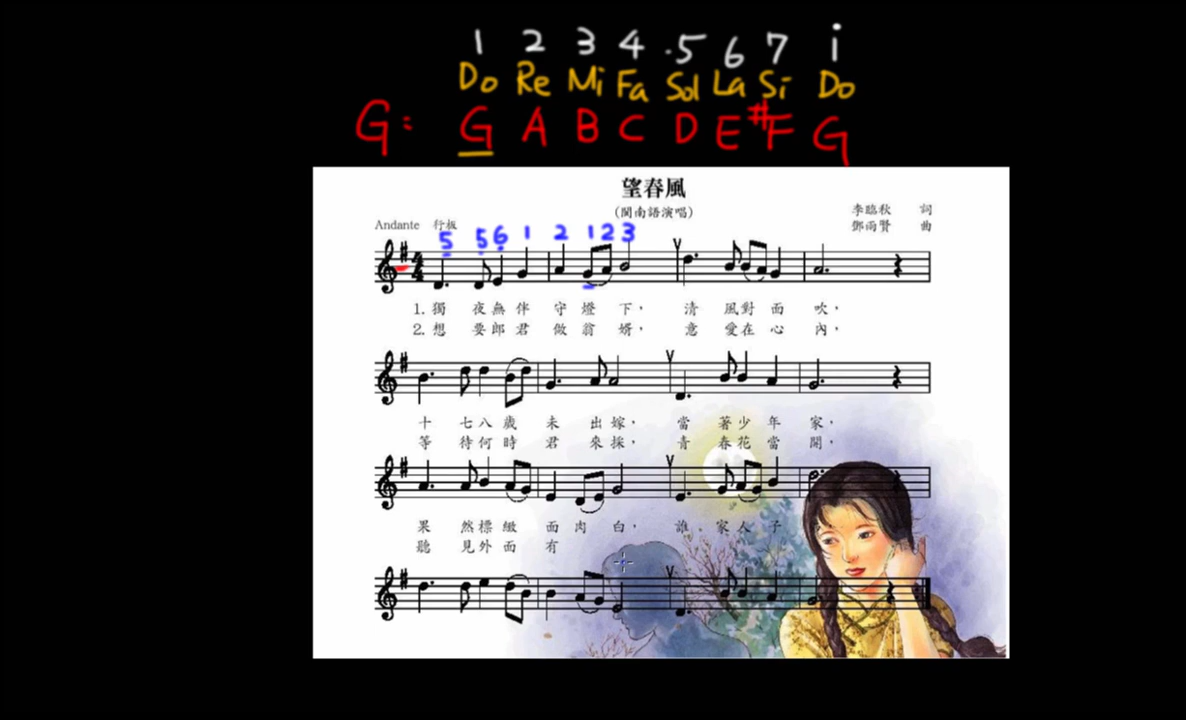 1 2 3 4 .5 6 7 i
Do Re Mi Fa Sol La Si Do
G: G A B C D E #F G
望春風
(閩南語演唱)
李臨秋 詞
Andante 行板
鄧雨賢 曲
5 5 6 1 2 1 2 3
1. 獨 夜無伴 守燈 下, 清 風對 面 吹,
2. 想 要郎君 做翁 婿, 意 愛在 心 內,
十 七八歲 未 出嫁, 當 著少 年 家,
等 待何時 君 來採, 青 春花 當 開,
果 然標緻 面肉 白, 誰 家人 子
聽 見外面 有